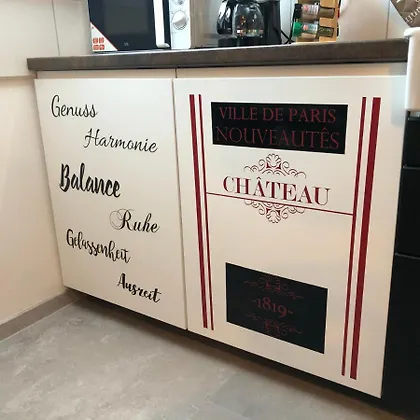 Genuss
Harmonie
Balance
Ruhe
Gelassenheit
Auszeit
VILLE DE PARIS
NOUVEAUTÉS
CHÂTEAU
-1819-